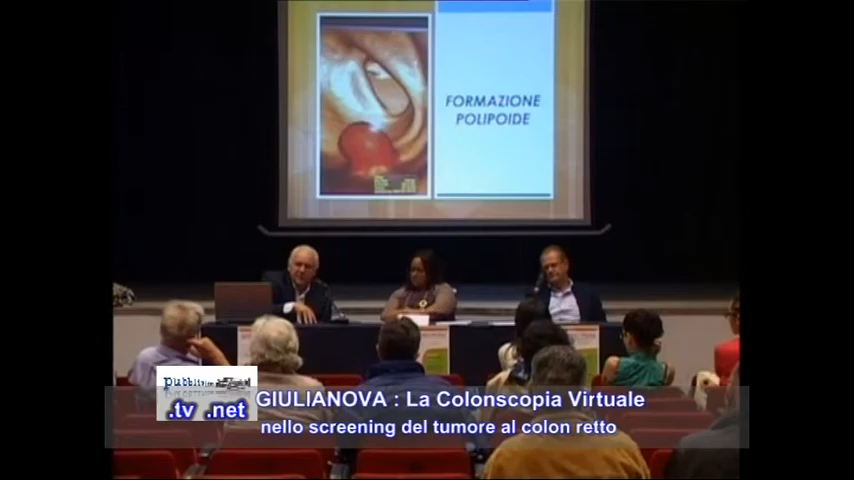 FORMAZIONE
POLIPOIDE
.tv .net
GIULIANOVA : La Colonscopia Virtuale
nello screening del tumore al colon retto